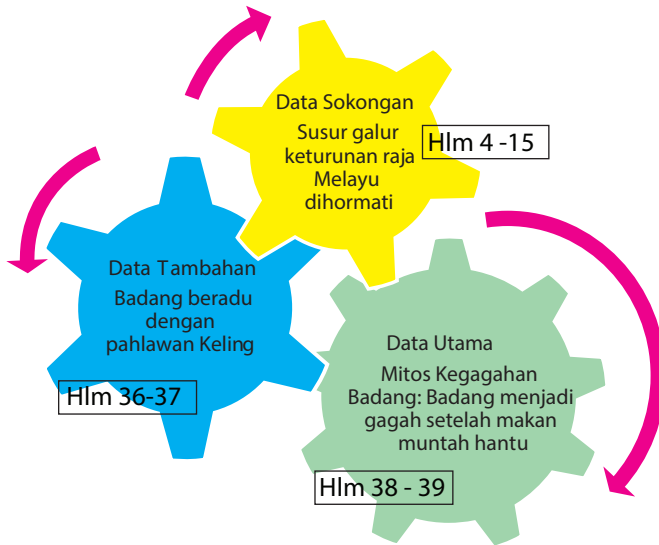 Data Sokongan
Susur galur
keturunan raja
Melayu
dihormati
Hlm 4 -15
Data Tambahan
Badang beradu
dengan
pahlawan Keling
Hlm 36-37
Data Utama
Mitos Kegagahan
Badang: Badang menjadi
gagah setelah makan
muntah hantu
Hlm 38 - 39